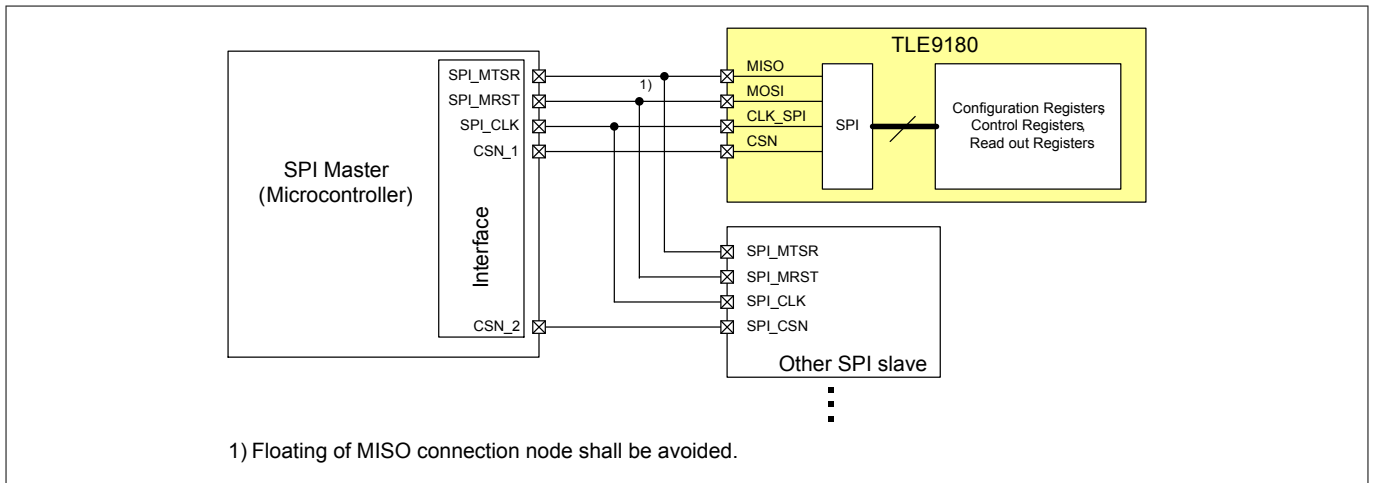 TLE9180
SPI_MTSR
SPI_MRST
SPI_CLK
CSN_1
SPI Master
(Microcontroller)
Interface
CSN_2
1)
MISO
MOSI
CLK_SPI
CSN
SPI
Configuration Registers,
Control Registers,
Read out Registers
SPI_MTSR
SPI_MRST
SPI_CLK
SPI_CSN
Other SPI slave
1) Floating of MISO connection node shall be avoided.